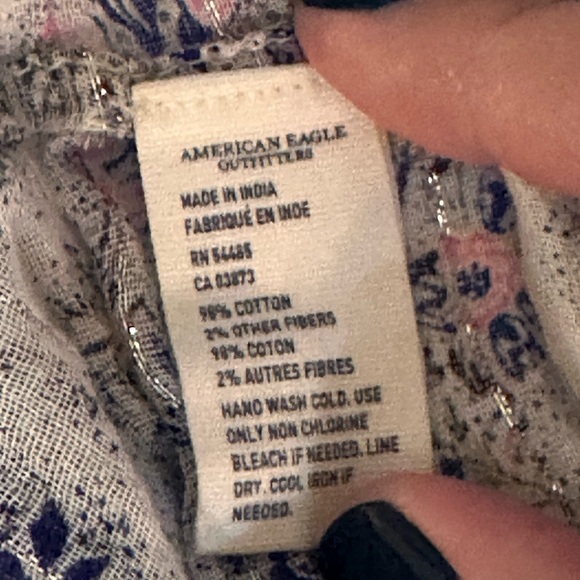 AMERICAN EAGLE
OUTFITTERS
MADE IN INDIA
FABRIQUÉ EN INDE
RN 54485
CA 03873
98% COTTON
2% OTHER FIBERS
98% COTON
2% AUTRES FIBRES
HAND WASH COLD. USE
ONLY NON CHLORINE
BLEACH IF NEEDED. LINE
DRY. COOL IRON IF
NEEDED.